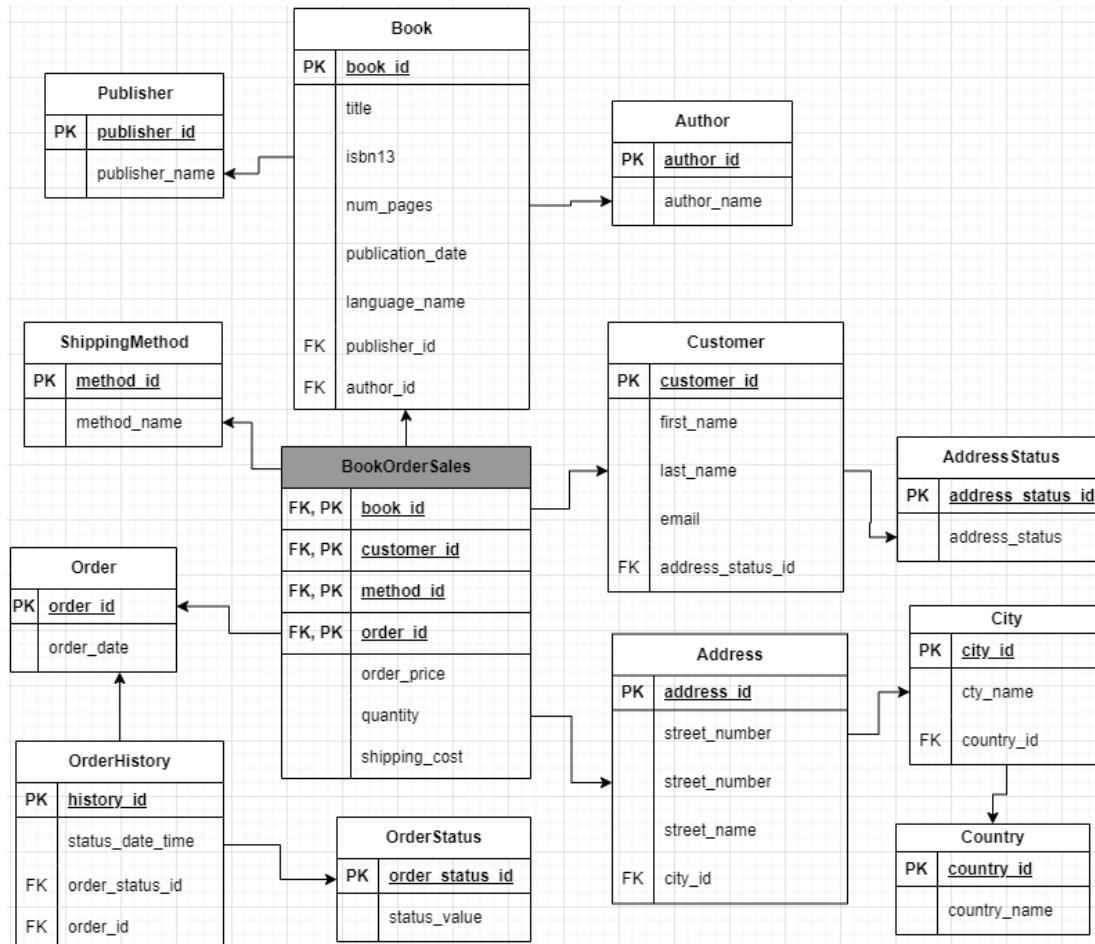 Book
PK book_id
title
isbn13
num_pages
publication_date
language_name
FK publisher_id
FK author_id
Publisher
PK publisher_id
publisher_name
Author
PK author_id
author_name
ShippingMethod
PK method_id
method_name
Customer
PK customer_id
first_name
last_name
email
FK address_status_id
AddressStatus
PK address_status_id
address_status
BookOrderSales
FK, PK book_id
FK, PK customer_id
FK, PK method_id
FK, PK order_id
order_price
quantity
shipping_cost
Order
PK order_id
order_date
Address
PK address_id
street_number
street_number
street_name
FK city_id
City
PK city_id
cty_name
FK country_id
OrderHistory
PK history_id
status_date_time
FK order_status_id
FK order_id
OrderStatus
PK order_status_id
status_value
Country
PK country_id
country_name